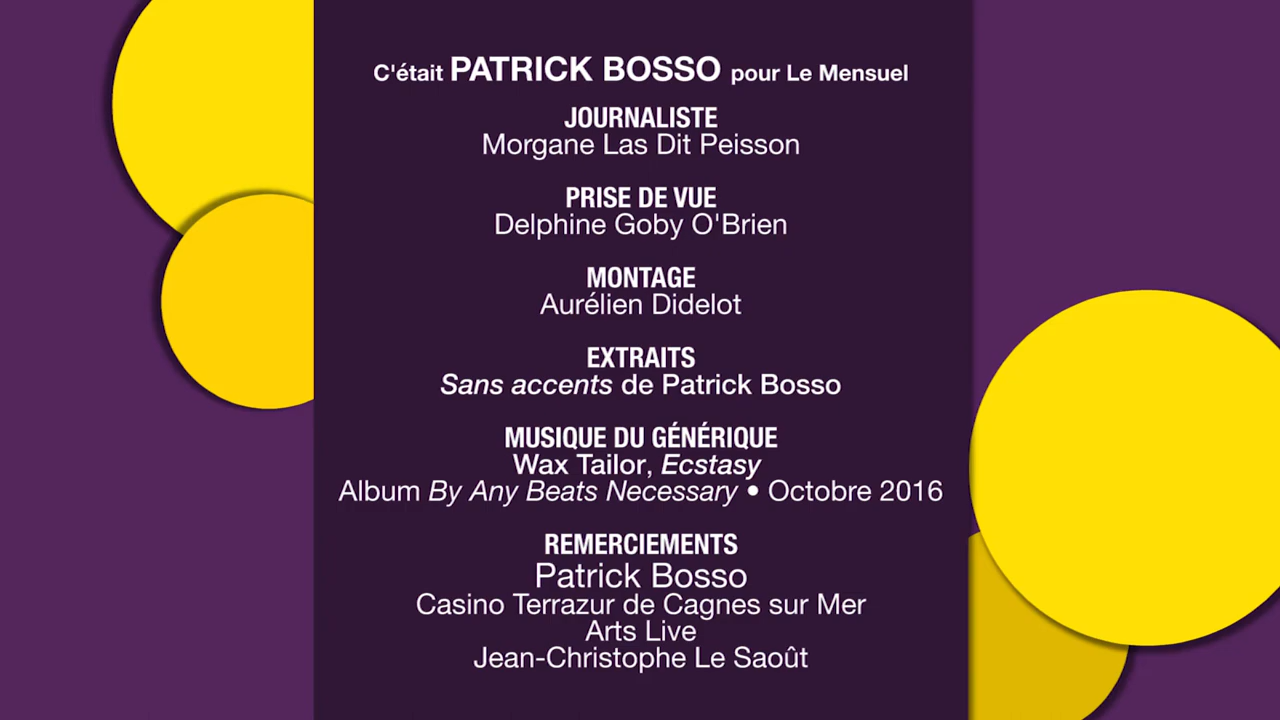 C'était PATRICK BOSSO pour Le Mensuel
JOURNALISTE
Morgane Las Dit Peisson
PRISE DE VUE
Delphine Goby O'Brien
MONTAGE
Aurélien Didelot
EXTRAITS
Sans accents de Patrick Bosso
MUSIQUE DU GÉNÉRIQUE
Wax Tailor, Ecstasy
Album By Any Beats Necessary • Octobre 2016
REMERCIEMENTS
Patrick Bosso
Casino Terrazur de Cagnes sur Mer
Arts Live
Jean-Christophe Le Saoût